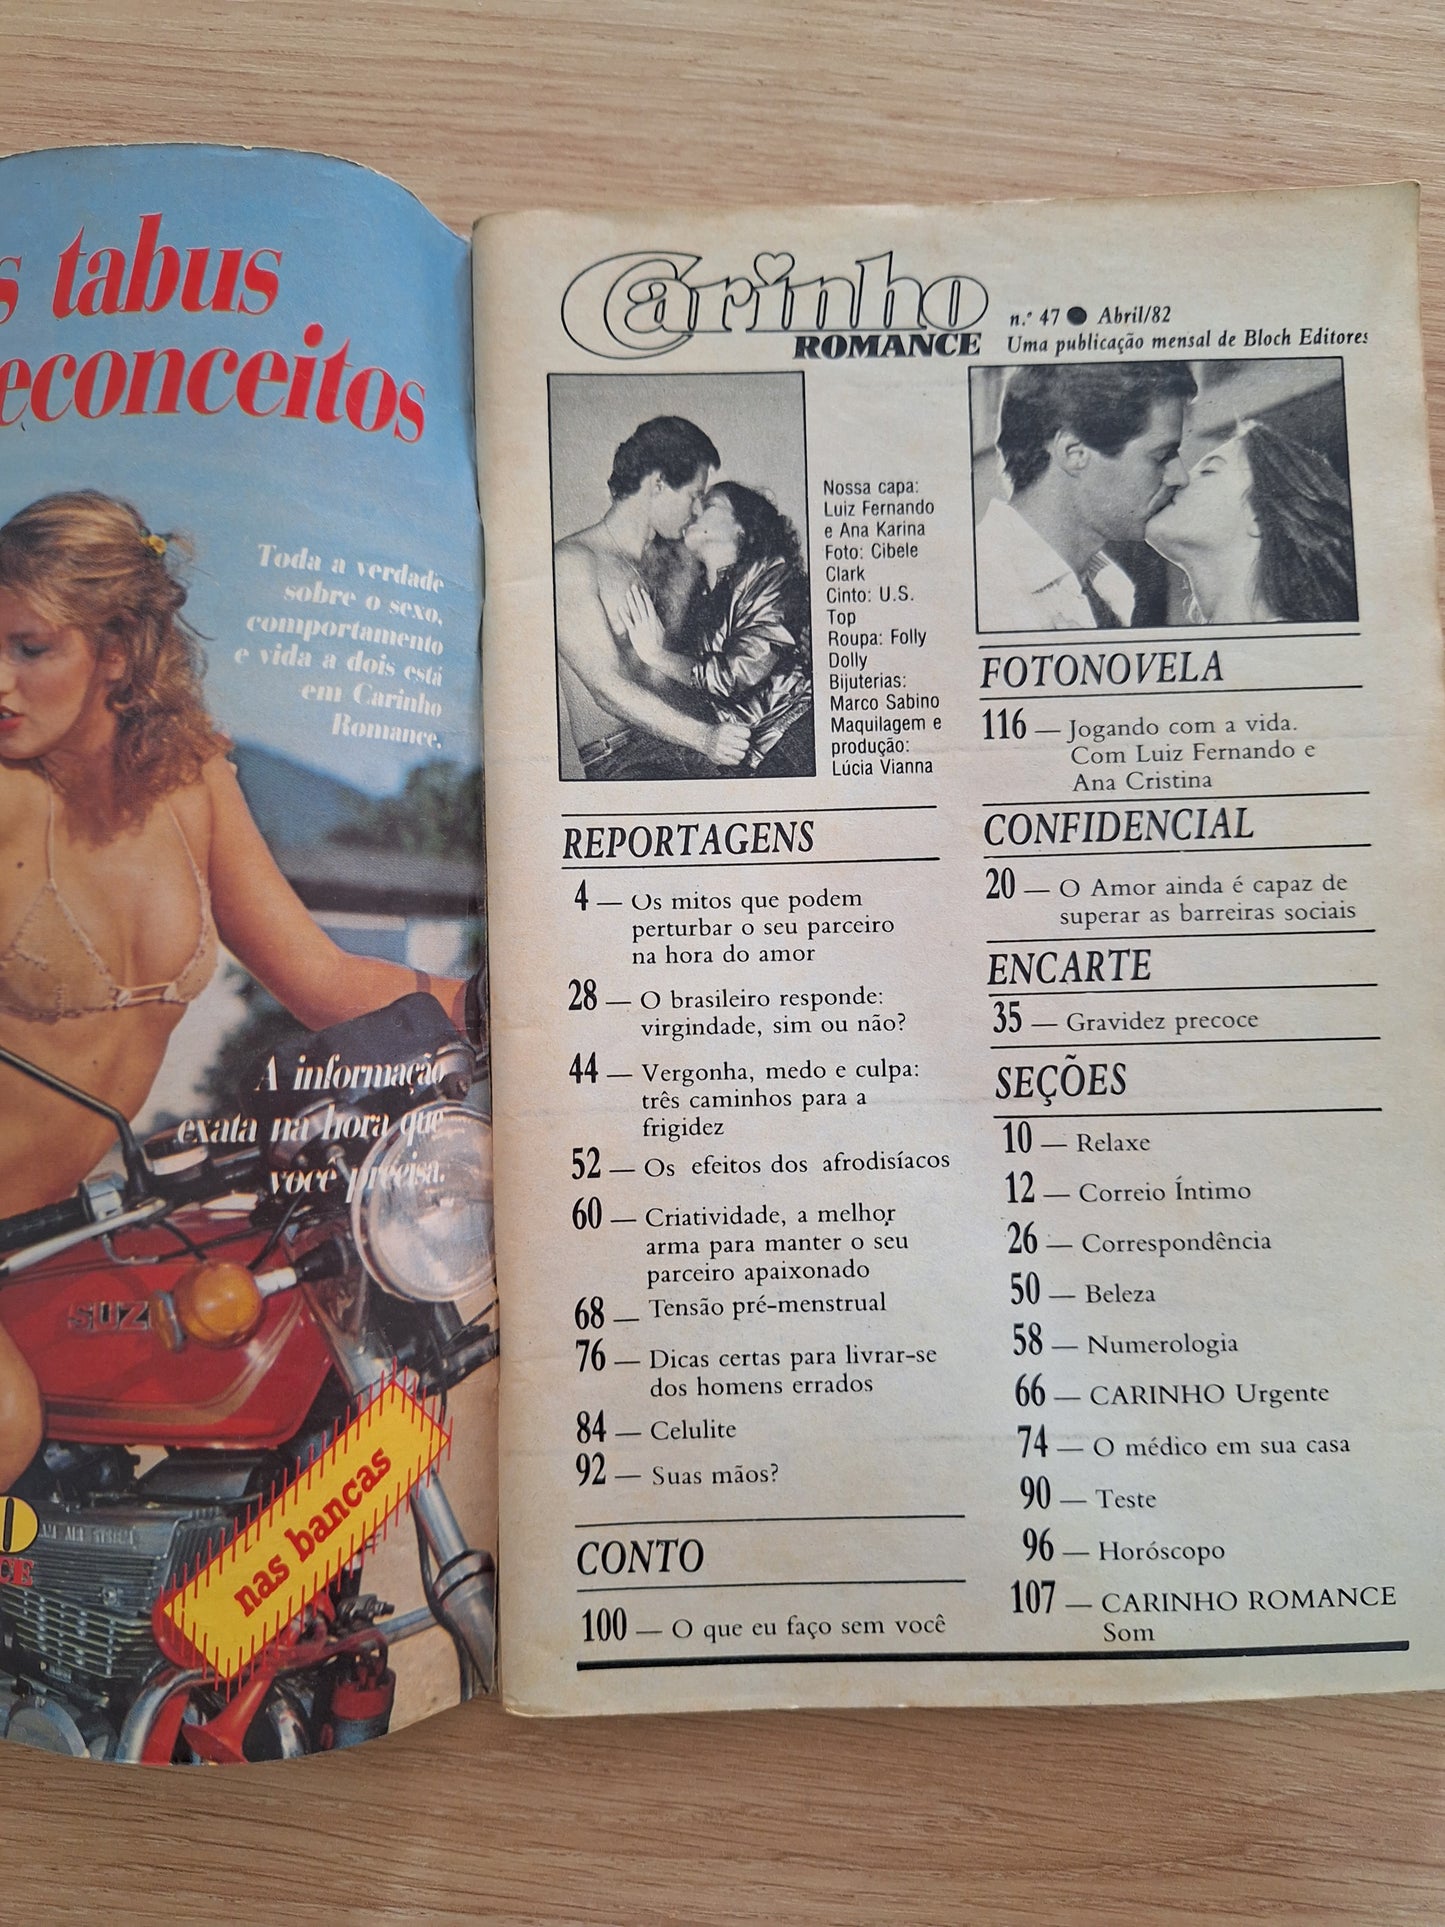 s tabus
econceitos
Toda a verdade
sobre o sexo,
comportamento
e vida a dois está
em Carinho
Romance.
A informação
exata na hora que
você precisa.
SUZ
nas bancas
CE
Carinho
ROMANCE
n.º 47 ● Abril/82
Uma publicação mensal de Bloch Editores
Nossa capa:
Luiz Fernando
e Ana Karina
Foto: Cibele
Clark
Cinto: U.S.
Top
Roupa: Folly
Dolly
Bijuterias:
Marco Sabino
Maquilagem e
produção:
Lúcia Vianna
REPORTAGENS
4 — Os mitos que podem
perturbar o seu parceiro
na hora do amor
28 — O brasileiro responde:
virgindade, sim ou não?
44 — Vergonha, medo e culpa:
três caminhos para a
frigidez
52 — Os efeitos dos afrodisíacos
60 — Criatividade, a melhor
arma para manter o seu
parceiro apaixonado
68 — Tensão pré-menstrual
76 — Dicas certas para livrar-se
dos homens errados
84 — Celulite
92 — Suas mãos?
CONTO
100 — O que eu faço sem você
FOTONOVELA
116 — Jogando com a vida.
Com Luiz Fernando e
Ana Cristina
CONFIDENCIAL
20 — O Amor ainda é capaz de
superar as barreiras sociais
ENCARTE
35 — Gravidez precoce
SEÇÕES
10 — Relaxe
12 — Correio Íntimo
26 — Correspondência
50 — Beleza
58 — Numerologia
66 — CARINHO Urgente
74 — O médico em sua casa
90 — Teste
96 — Horóscopo
107 — CARINHO ROMANCE
Som